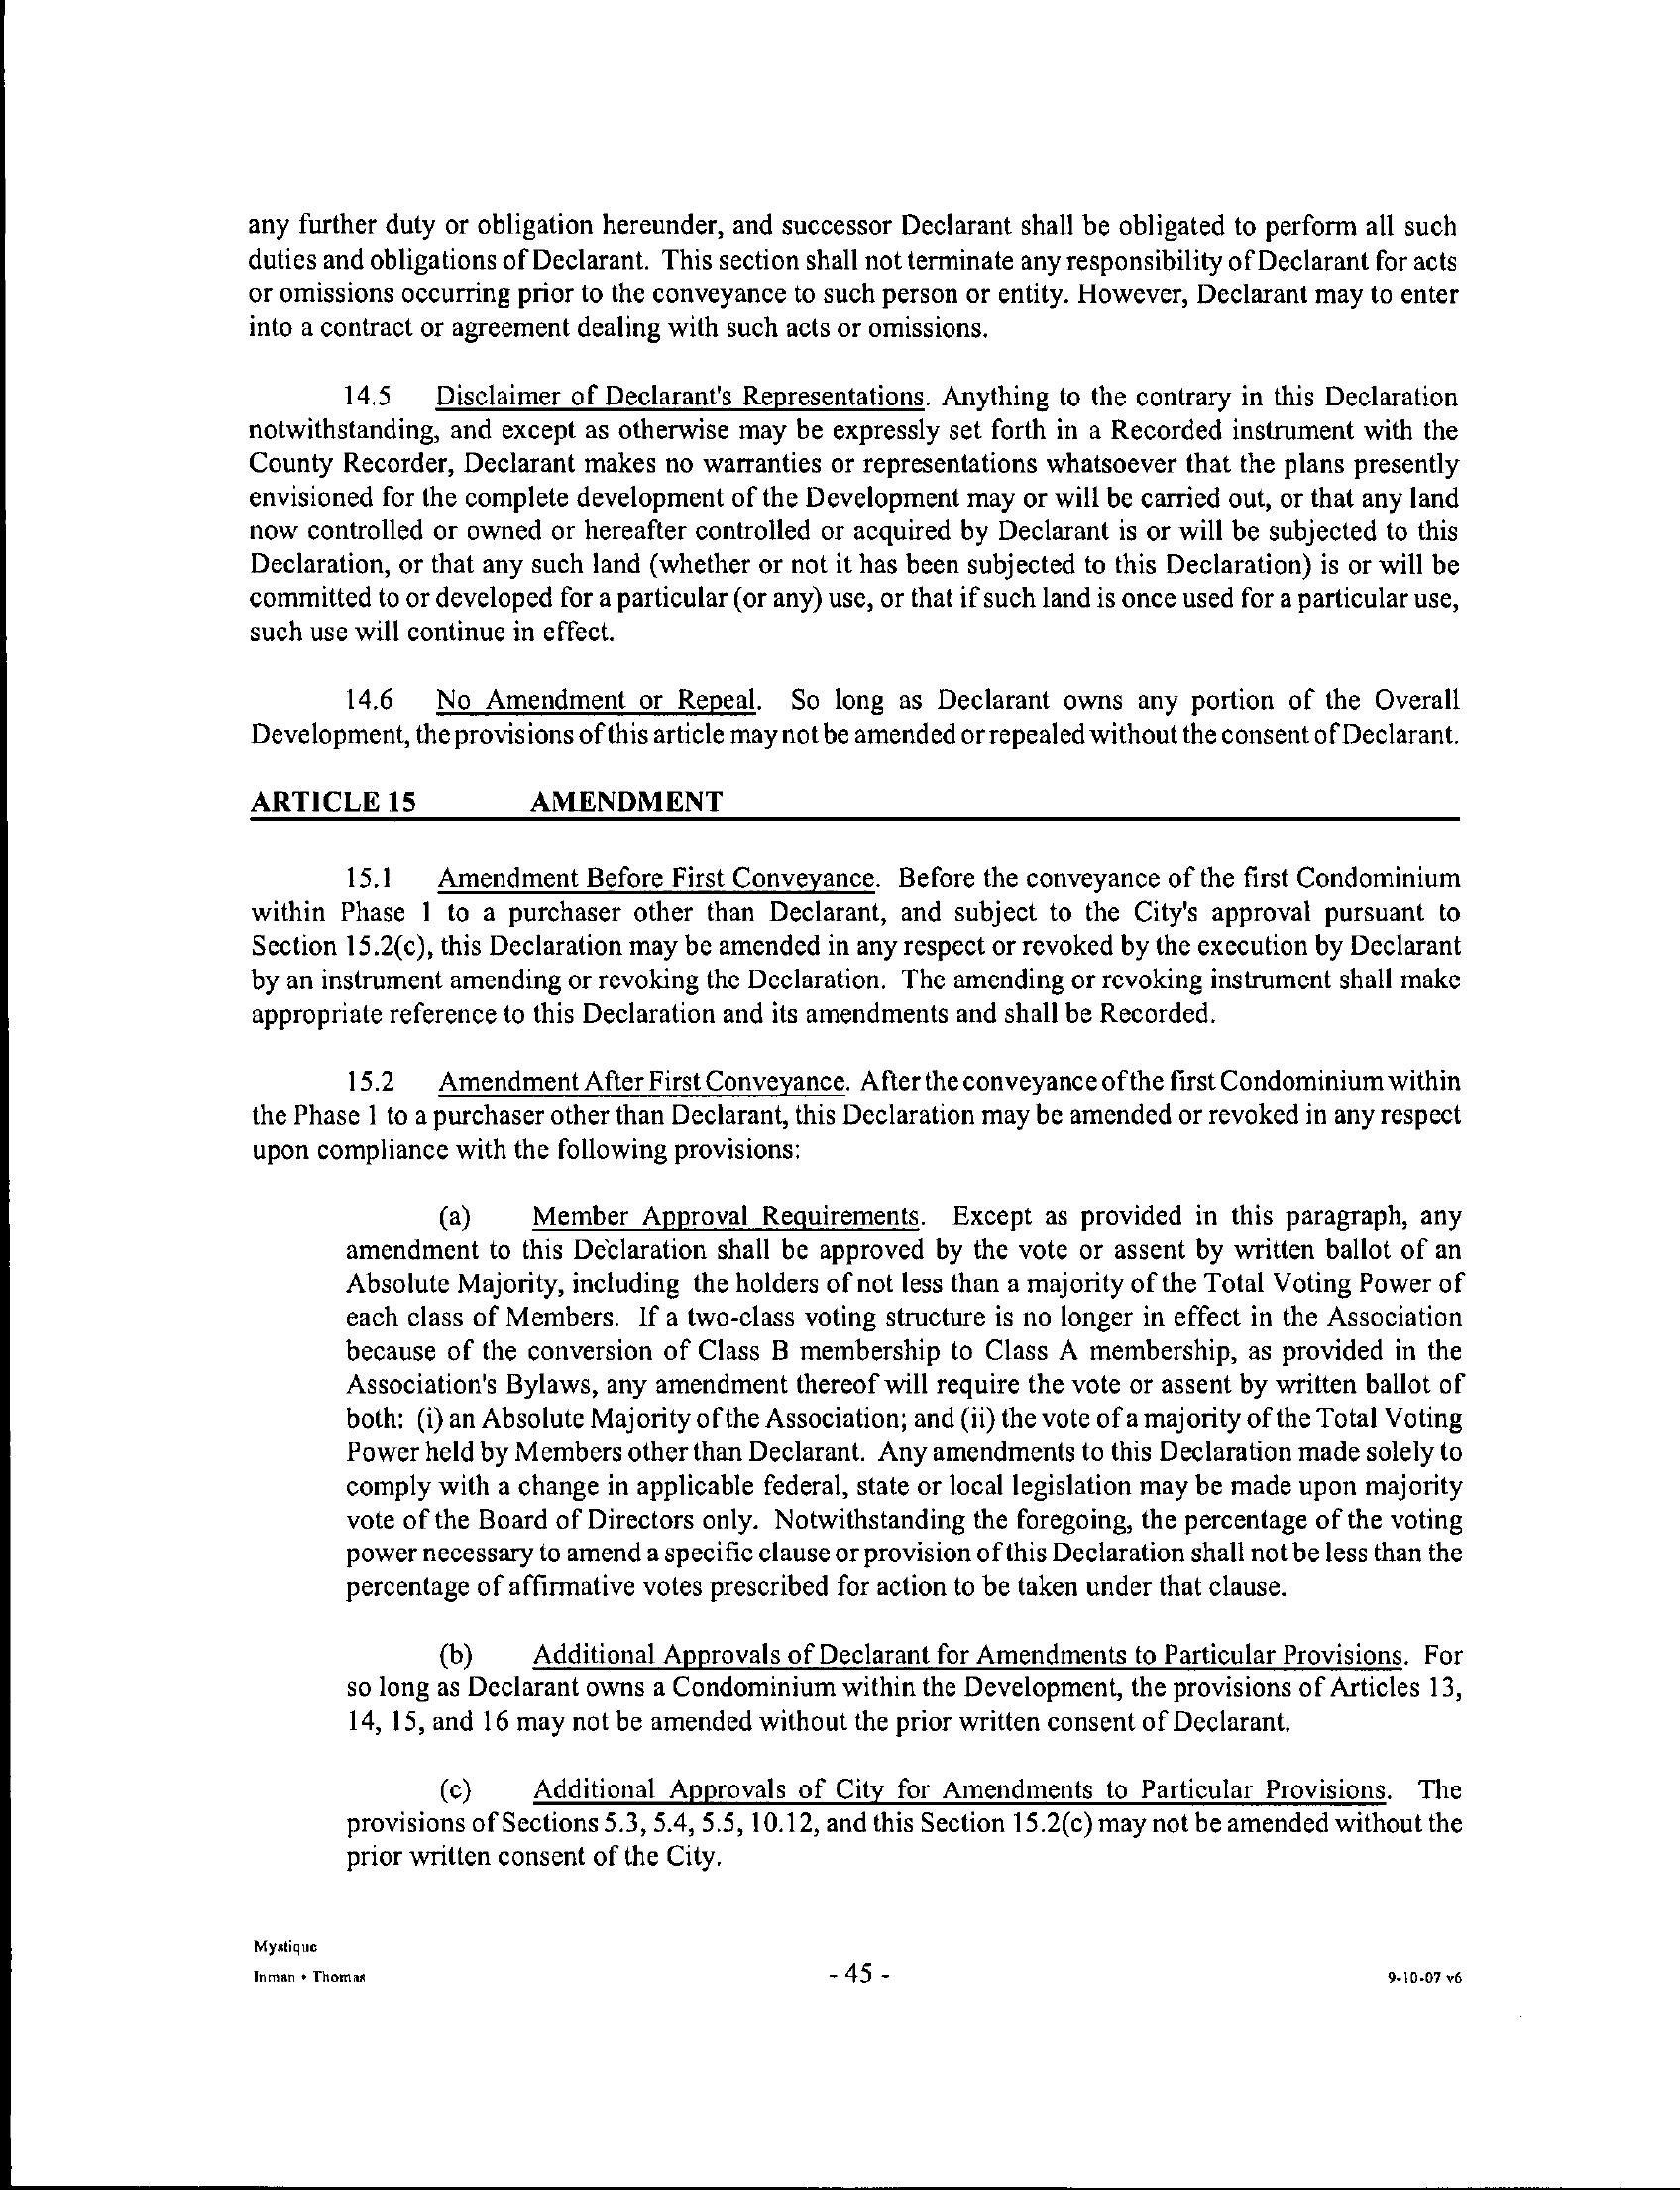 any further duty or obligation hereunder, and successor Declarant shall be obligated to perform all such
duties and obligations of Declarant. This section shall not terminate any responsibility of Declarant for acts
or omissions occurring prior to the conveyance to such person or entity. However, Declarant may to enter
into a contract or agreement dealing with such acts or omissions.
14.5 Disclaimer of Declarant's Representations. Anything to the contrary in this Declaration
notwithstanding, and except as otherwise may be expressly set forth in a Recorded instrument with the
County Recorder, Declarant makes no warranties or representations whatsoever that the plans presently
envisioned for the complete development of the Development may or will be carried out, or that any land
now controlled or owned or hereafter controlled or acquired by Declarant is or will be subjected to this
Declaration, or that any such land (whether or not it has been subjected to this Declaration) is or will be
committed to or developed for a particular (or any) use, or that if such land is once used for a particular use,
such use will continue in effect.
14.6 No Amendment or Repeal. So long as Declarant owns any portion of the Overall
Development, the provisions of this article may not be amended or repealed without the consent of Declarant.
ARTICLE 15 AMENDMENT
15.1 Amendment Before First Conveyance. Before the conveyance of the first Condominium
within Phase 1 to a purchaser other than Declarant, and subject to the City's approval pursuant to
Section 15.2(c), this Declaration may be amended in any respect or revoked by the execution by Declarant
by an instrument amending or revoking the Declaration. The amending or revoking instrument shall make
appropriate reference to this Declaration and its amendments and shall be Recorded.
15.2 Amendment After First Conveyance. After the conveyance of the first Condominium within
the Phase 1 to a purchaser other than Declarant, this Declaration may be amended or revoked in any respect
upon compliance with the following provisions:
(a) Member Approval Requirements. Except as provided in this paragraph, any
amendment to this Declaration shall be approved by the vote or assent by written ballot of an
Absolute Majority, including the holders of not less than a majority of the Total Voting Power of
each class of Members. If a two-class voting structure is no longer in effect in the Association
because of the conversion of Class B membership to Class A membership, as provided in the
Association's Bylaws, any amendment thereof will require the vote or assent by written ballot of
both: (i) an Absolute Majority of the Association; and (ii) the vote of a majority of the Total Voting
Power held by Members other than Declarant. Any amendments to this Declaration made solely to
comply with a change in applicable federal, state or local legislation may be made upon majority
vote of the Board of Directors only. Notwithstanding the foregoing, the percentage of the voting
power necessary to amend a specific clause or provision of this Declaration shall not be less than the
percentage of affirmative votes prescribed for action to be taken under that clause.
(b) Additional Approvals of Declarant for Amendments to Particular Provisions. For
so long as Declarant owns a Condominium within the Development, the provisions of Articles 13,
14, 15, and 16 may not be amended without the prior written consent of Declarant.
(c) Additional Approvals of City for Amendments to Particular Provisions. The
provisions of Sections 5.3, 5.4, 5.5, 10.12, and this Section 15.2(c) may not be amended without the
prior written consent of the City.
Mystique
Inman • Thomas - 45 - 9-10-07 v6